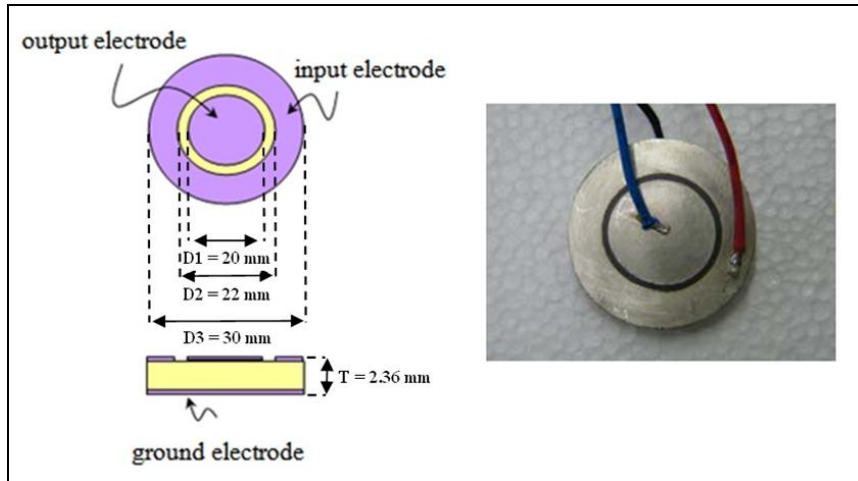 output electrode
input electrode
D1 = 20 mm
D2 = 22 mm
D3 = 30 mm
T = 2.36 mm
ground electrode